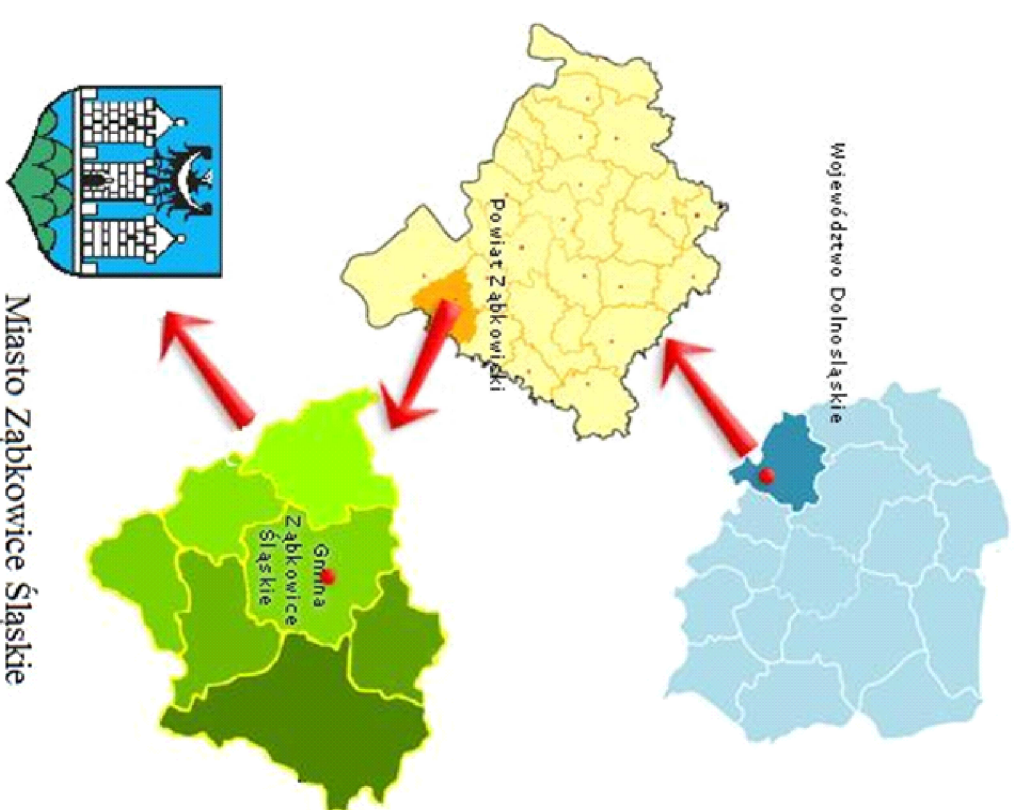 Województwo Dolnośląskie
Powiat Ząbkowicki
Gmina
Ząbkowice
Śląskie
Miasto Ząbkowice Śląskie